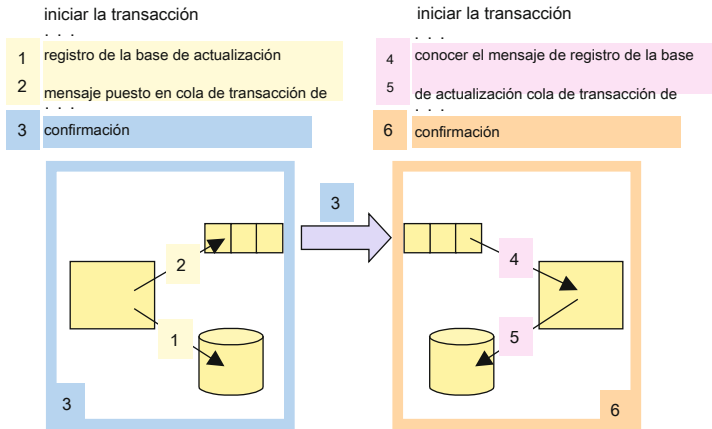 iniciar la transacción
. . .
1 registro de la base de actualización
2 mensaje puesto en cola de transacción de
. . .
3 confirmación
iniciar la transacción
. . .
4 conocer el mensaje de registro de la base
5 de actualización cola de transacción de
. . .
6 confirmación
3
2
1
3
4
5
6